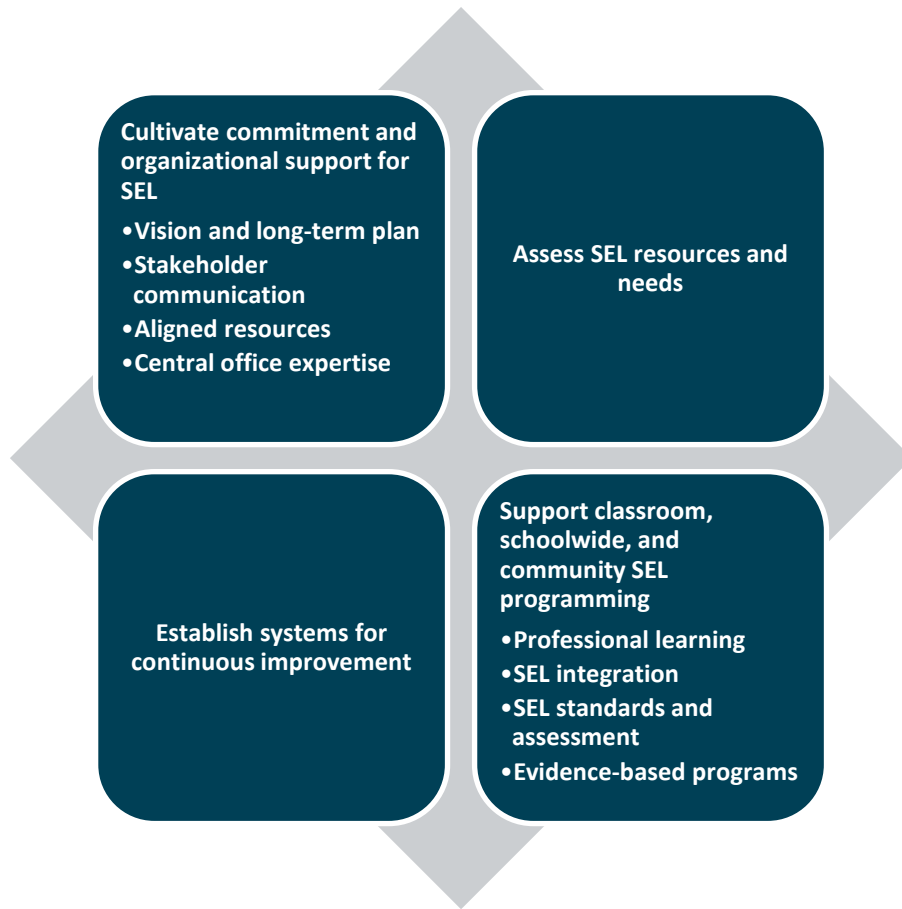 Cultivate commitment and
organizational support for
SEL
•Vision and long-term plan
•Stakeholder
communication
•Aligned resources
•Central office expertise
Assess SEL resources and
needs
Establish systems for
continuous improvement
Support classroom,
schoolwide, and
community SEL
programming
•Professional learning
•SEL integration
•SEL standards and
assessment
•Evidence-based programs